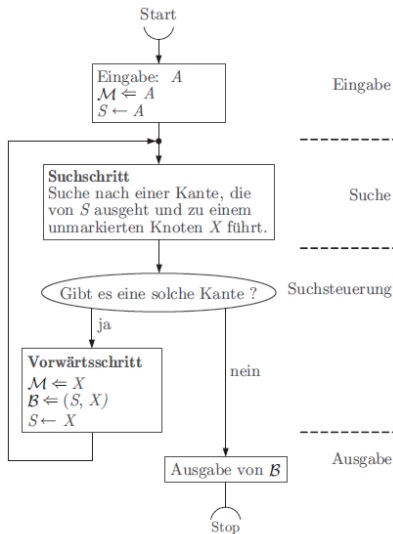 Start
Eingabe: A
ℳ ⇐ A
S ← A
Eingabe
Suchschritt
Suche nach einer Kante, die
von S ausgeht und zu einem
unmarkierten Knoten X führt.
Suche
Gibt es eine solche Kante ?
Suchsteuerung
ja
nein
Vorwärtsschritt
ℳ ⇐ X
ℬ ⇐ (S, X)
S ← X
Ausgabe von ℬ
Ausgabe
Stop